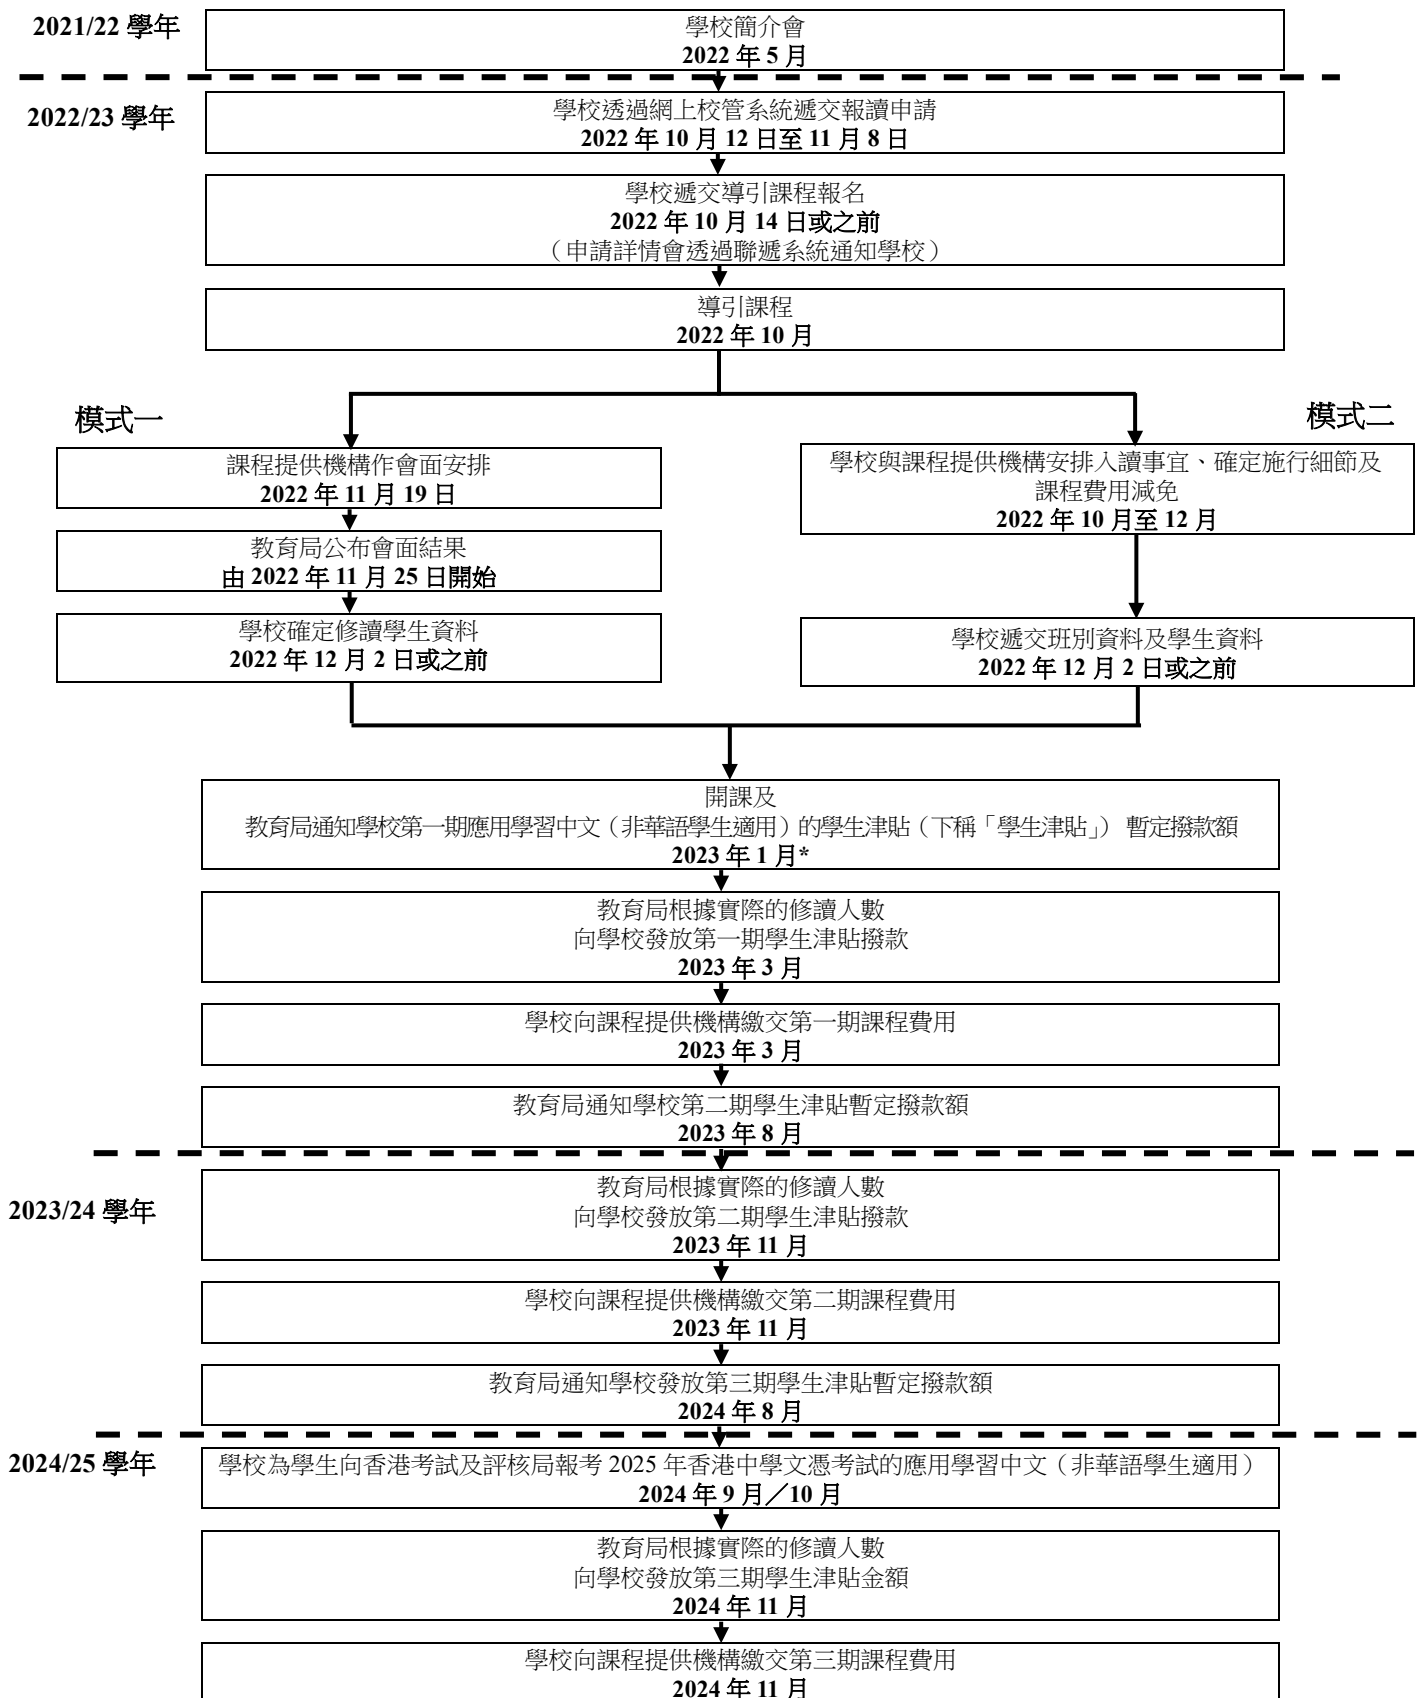 2021/22 學年
學校簡介會
2022 年 5 月
2022/23 學年
學校透過網上校管系統遞交報讀申請
2022 年 10 月 12 日至 11 月 8 日
學校遞交導引課程報名
2022 年 10 月 14 日或之前
（申請詳情會透過聯遞系統通知學校）
導引課程
2022 年 10 月
模式一
課程提供機構作會面安排
2022 年 11 月 19 日
教育局公布會面結果
由 2022 年 11 月 25 日開始
學校確定修讀學生資料
2022 年 12 月 2 日或之前
模式二
學校與課程提供機構安排入讀事宜、確定施行細節及
課程費用減免
2022 年 10 月至 12 月
學校遞交班別資料及學生資料
2022 年 12 月 2 日或之前
開課及
教育局通知學校第一期應用學習中文（非華語學生適用）的學生津貼（下稱「學生津貼」） 暫定撥款額
2023 年 1 月*
教育局根據實際的修讀人數
向學校發放第一期學生津貼撥款
2023 年 3 月
學校向課程提供機構繳交第一期課程費用
2023 年 3 月
教育局通知學校第二期學生津貼暫定撥款額
2023 年 8 月
2023/24 學年
教育局根據實際的修讀人數
向學校發放第二期學生津貼撥款
2023 年 11 月
學校向課程提供機構繳交第二期課程費用
2023 年 11 月
教育局通知學校發放第三期學生津貼暫定撥款額
2024 年 8 月
2024/25 學年
學校為學生向香港考試及評核局報考 2025 年香港中學文憑考試的應用學習中文（非華語學生適用）
2024 年 9 月／10 月
教育局根據實際的修讀人數
向學校發放第三期學生津貼金額
2024 年 11 月
學校向課程提供機構繳交第三期課程費用
2024 年 11 月